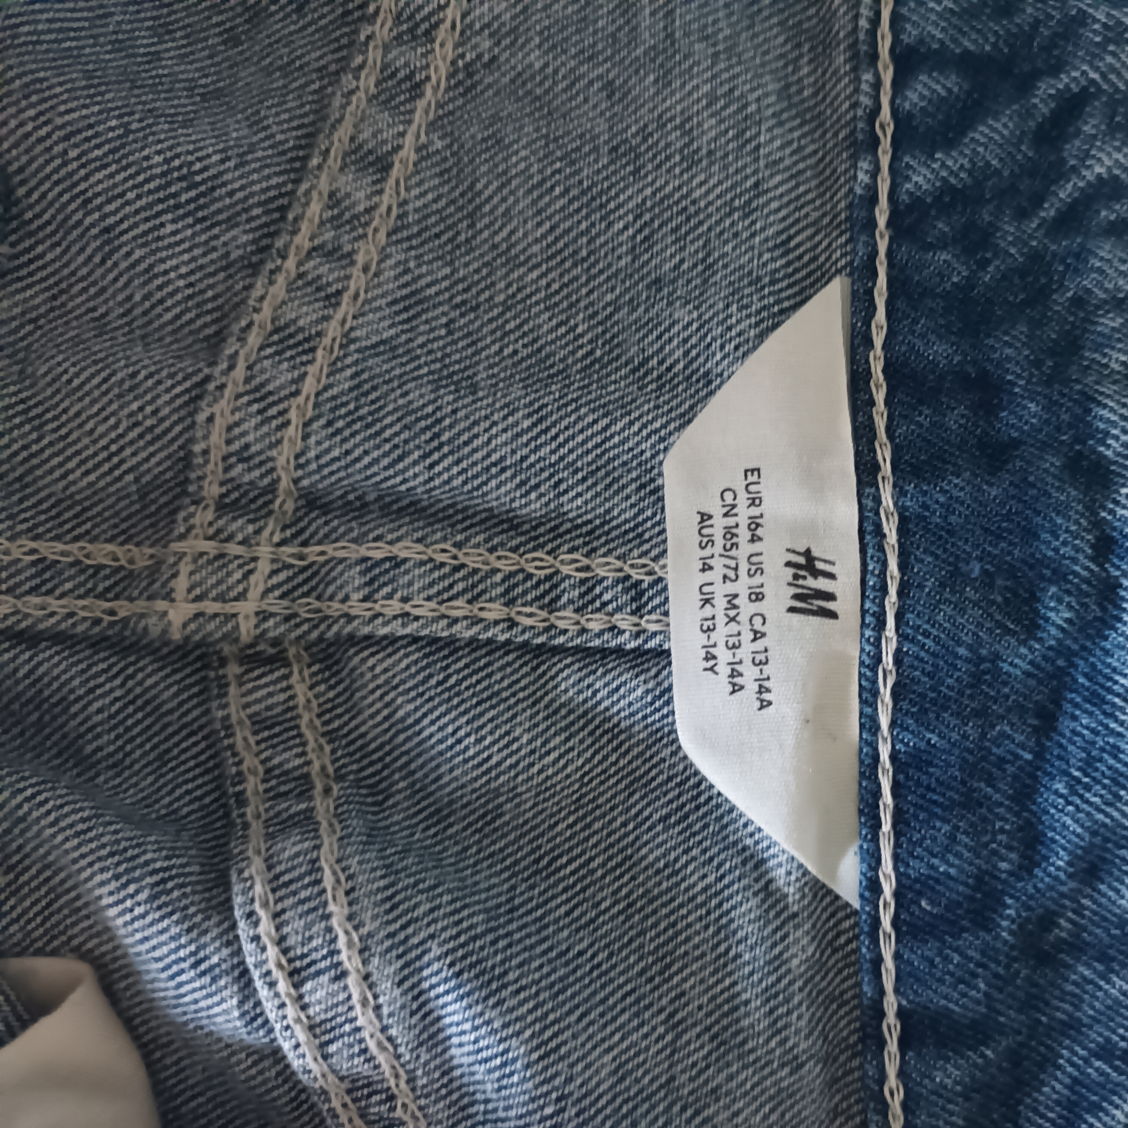 H&M
EUR 164 US 18 CA 13-14A
CN 165/72 MX 13-14A
AUS 14 UK 13-14Y